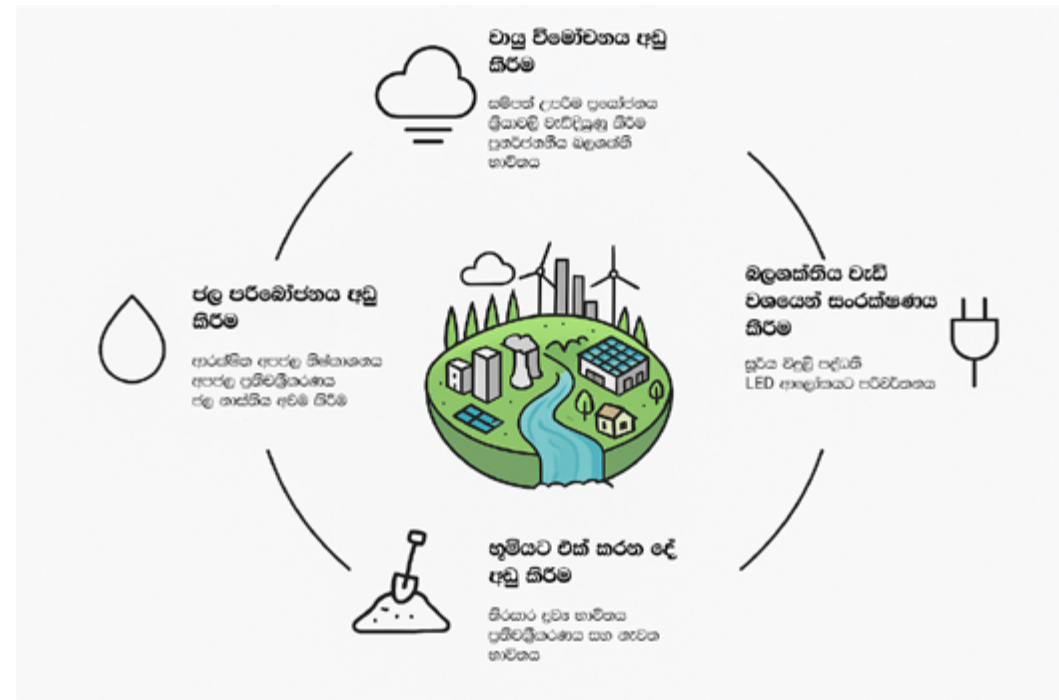 වායු විමෝචනය අඩු
කිරීම
සම්පත් උපරිම ප්‍රයෝජනය
ක්‍රියාවලි වැඩිදියුණු කිරීම
පුනර්ජනනීය බලශක්ති
භාවිතය
ජල පරිබෝජනය අඩු
කිරීම
ආරක්ෂිත අපජල නිශ්කාශනය
අපජල ප්‍රතිචක්‍රීකරණය
ජල නාස්තිය අවම කිරීම
බලශක්තිය වැඩි
වශයෙන් සංරක්ෂණය
කිරීම
සූර්ය විදුළි පද්ධති
LED ආලෝකයට පරිවර්තනය
භූමියට එක් කරන දේ
අඩු කිරීම
තිරසාර ද්‍රව්‍ය භාවිතය
ප්‍රතිචක්‍රීකරණය සහ නැවත
භාවිතය